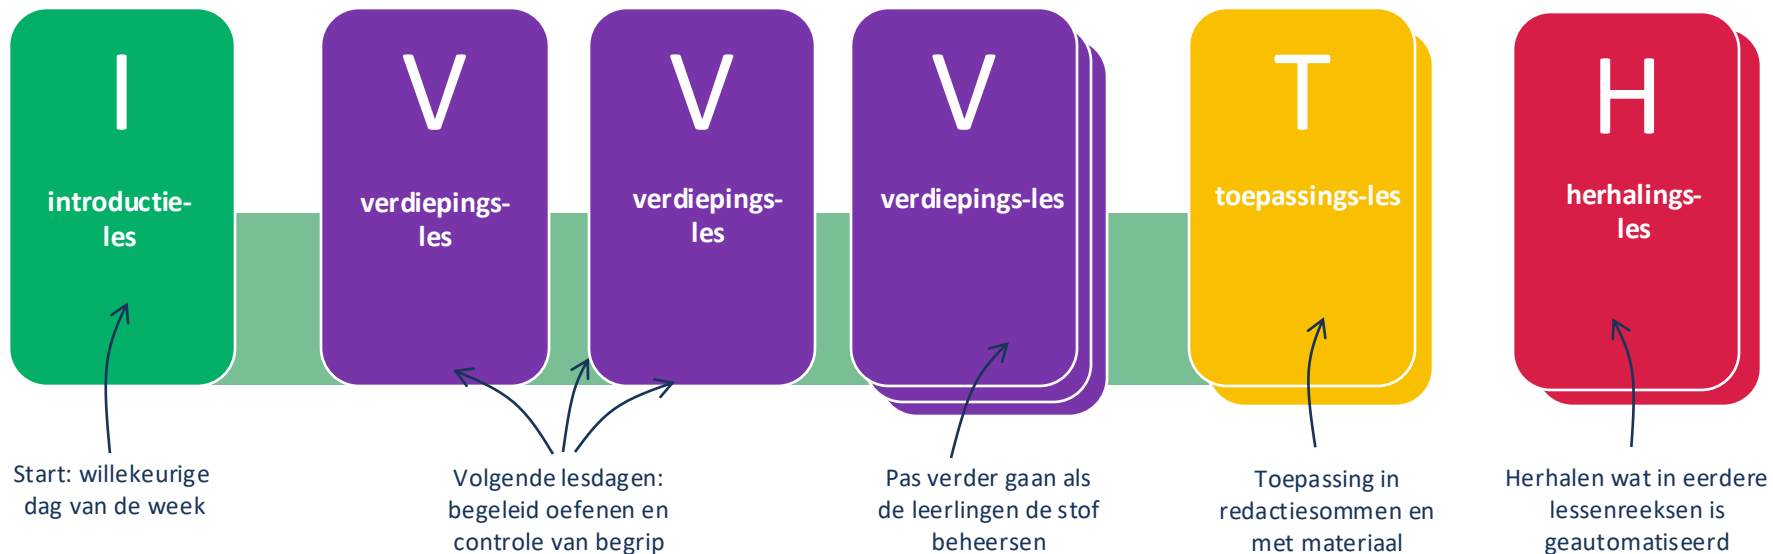 I
introductie-
les
V
verdiepings-
les
V
verdiepings-
les
V
verdiepings-les
T
toepassings-les
H
herhalings-
les
Start: willekeurige
dag van de week
Volgende lesdagen:
begeleid oefenen en
controle van begrip
Pas verder gaan als
de leerlingen de stof
beheersen
Toepassing in
redactiesommen en
met materiaal
Herhalen wat in eerdere
lessenreeksen is
geautomatiseerd